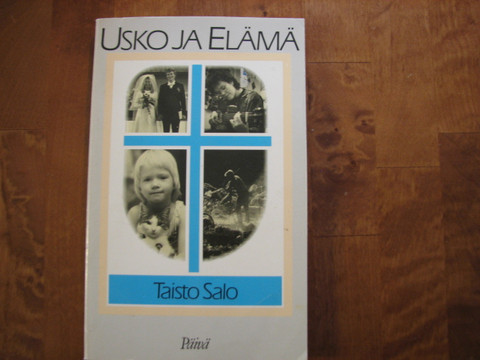 USKO JA ELÄMÄ
Taisto Salo
Päivä